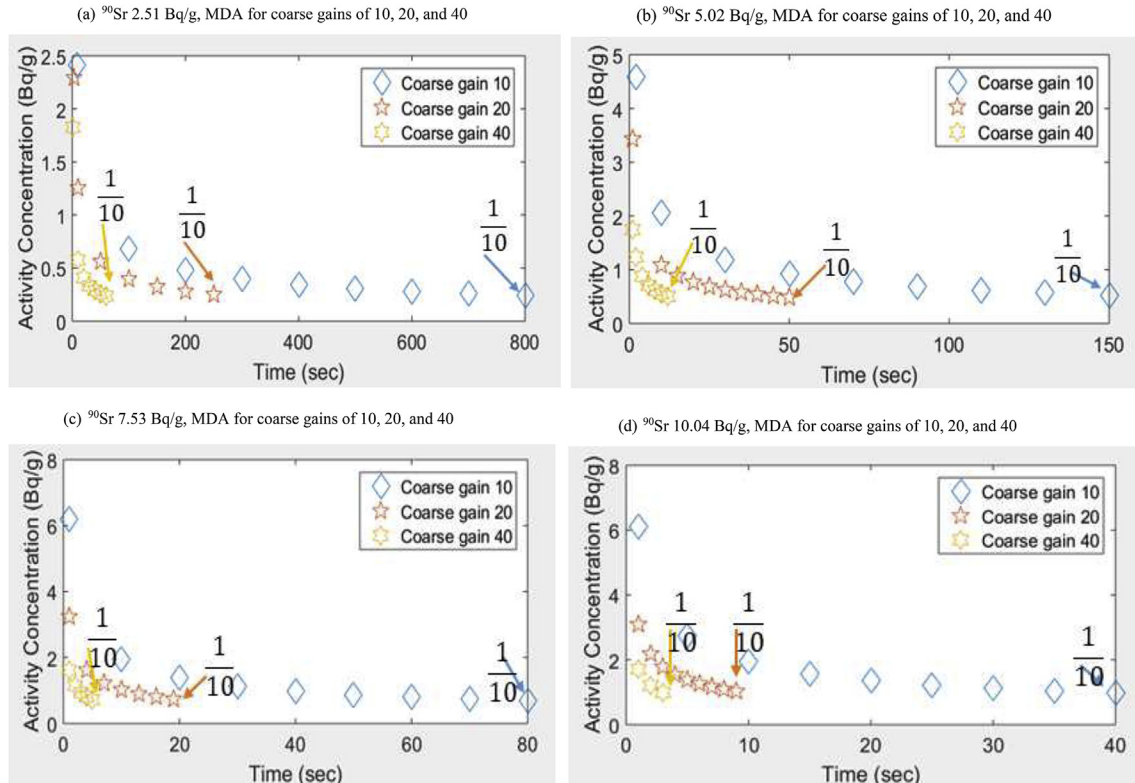 (a) ⁹⁰Sr 2.51 Bq/g, MDA for coarse gains of 10, 20, and 40
2.5
2
1.5
1
0.5
0
Activity Concentration (Bq/g)
Coarse gain 10
Coarse gain 20
Coarse gain 40
1
10
1
10
1
10
0
200
400
600
800
Time (sec)
(b) ⁹⁰Sr 5.02 Bq/g, MDA for coarse gains of 10, 20, and 40
5
4
3
2
1
0
Activity Concentration (Bq/g)
Coarse gain 10
Coarse gain 20
Coarse gain 40
1
10
1
10
1
10
0
50
100
150
Time (sec)
(c) ⁹⁰Sr 7.53 Bq/g, MDA for coarse gains of 10, 20, and 40
8
6
4
2
0
Activity Concentration (Bq/g)
Coarse gain 10
Coarse gain 20
Coarse gain 40
1
10
1
10
1
10
0
20
40
60
80
Time (sec)
(d) ⁹⁰Sr 10.04 Bq/g, MDA for coarse gains of 10, 20, and 40
8
6
4
2
0
Activity Concentration (Bq/g)
Coarse gain 10
Coarse gain 20
Coarse gain 40
1
10
1
10
1
10
0
10
20
30
40
Time (sec)